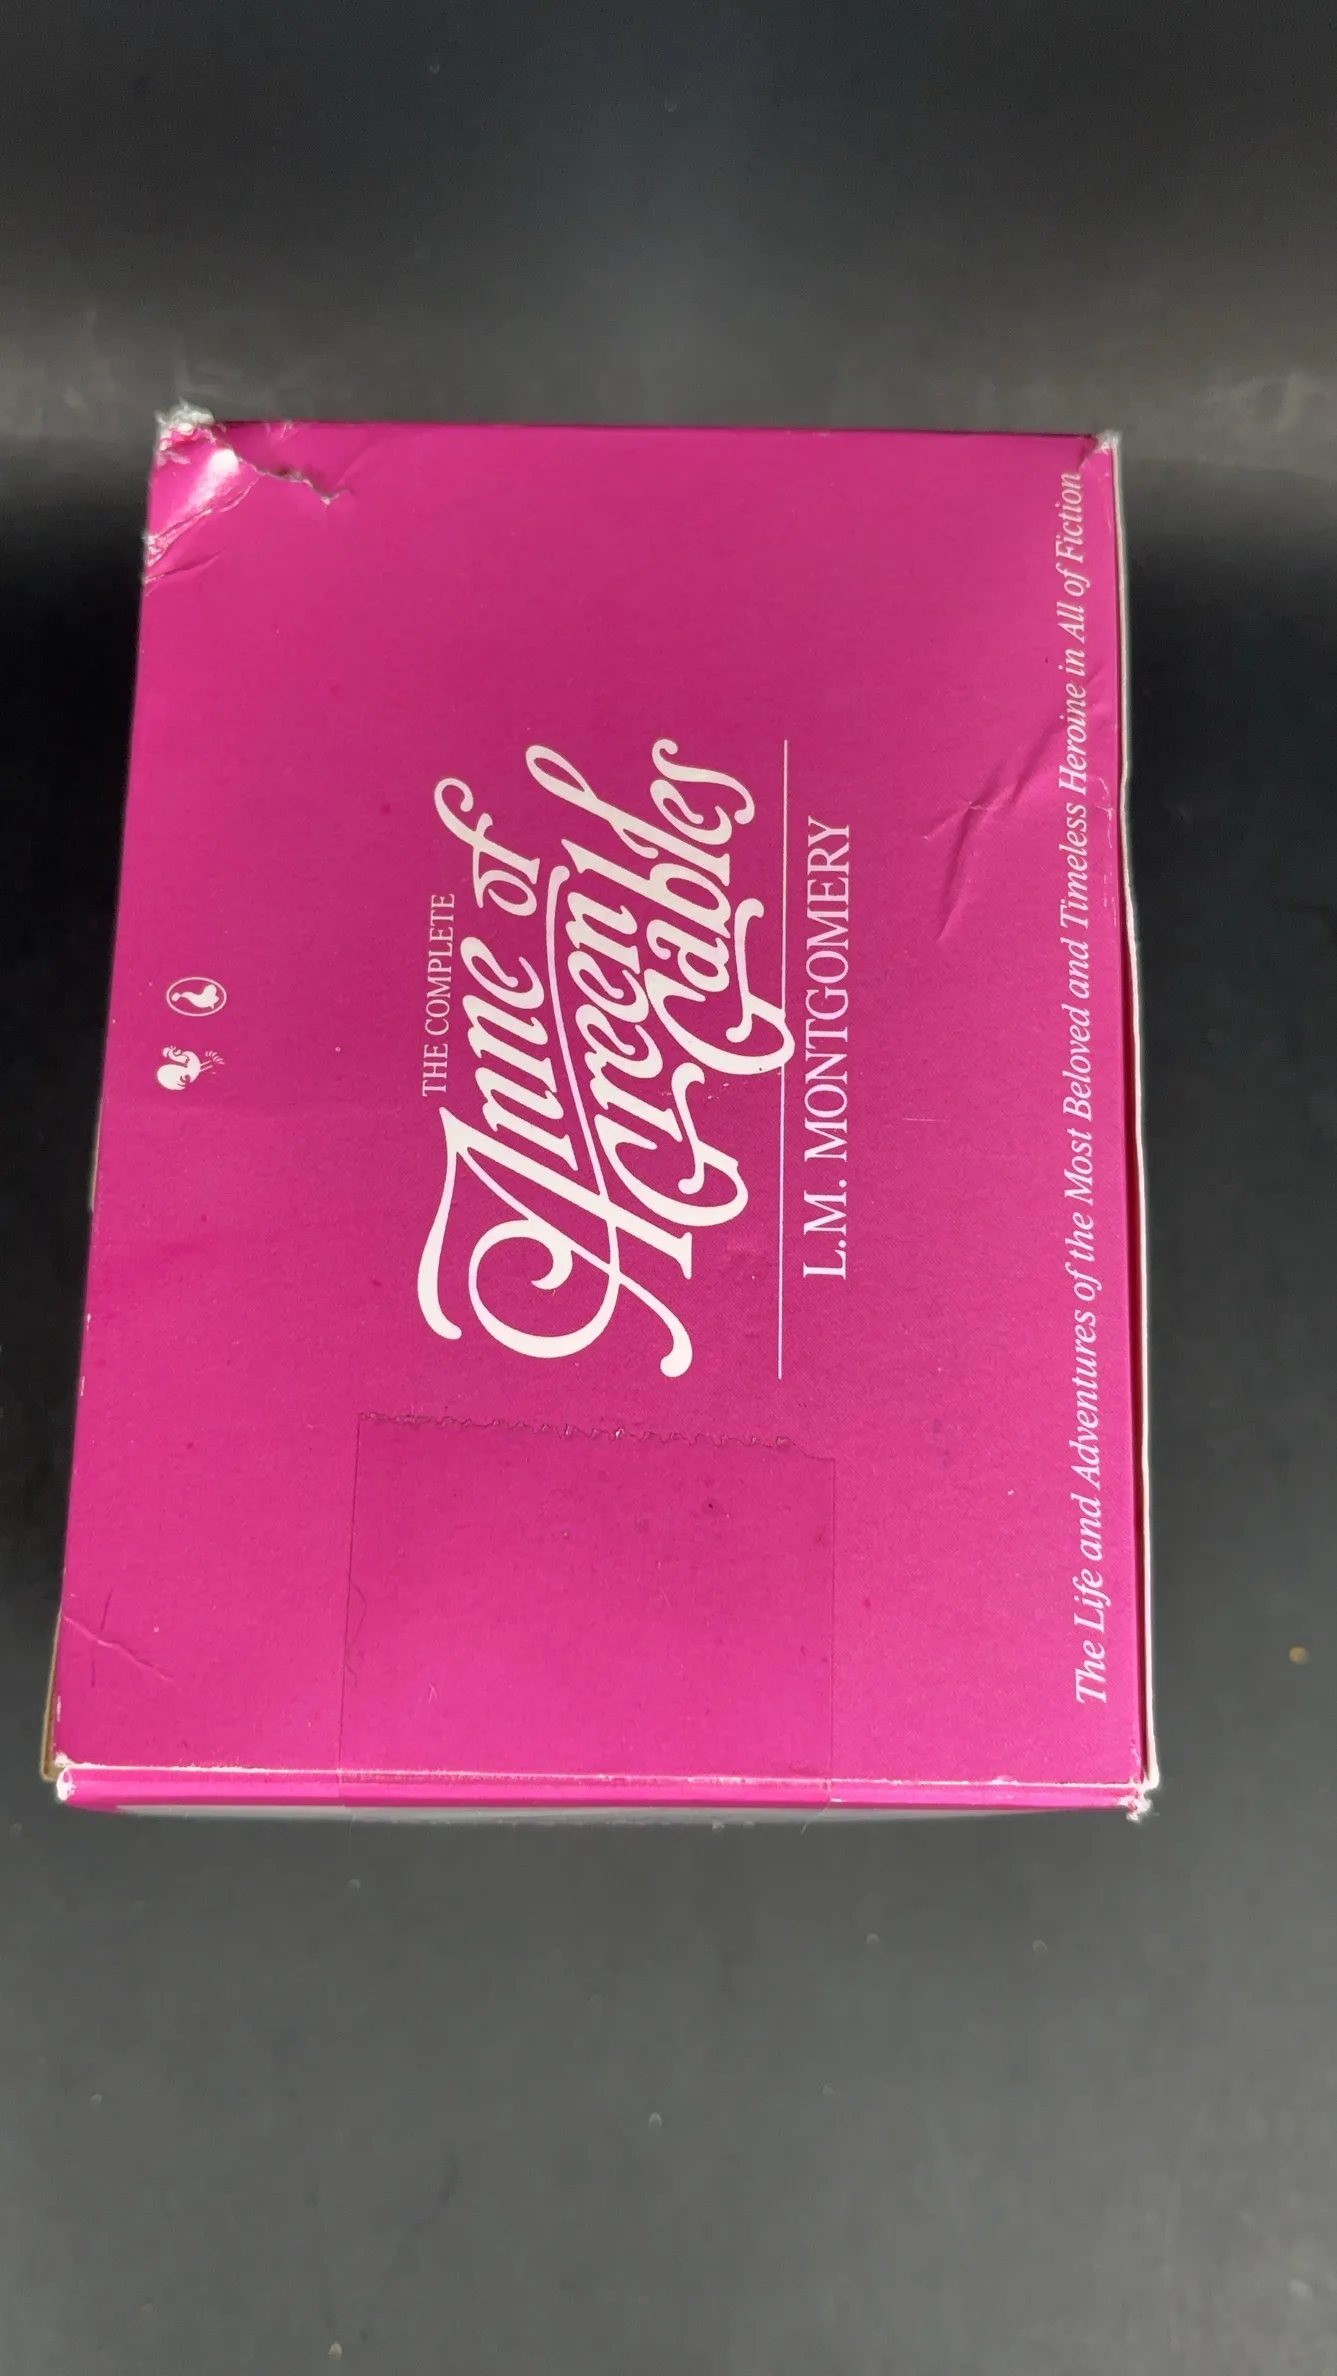 THE COMPLETE
Anne of
Green
Gables
L.M. MONTGOMERY
The Life and Adventures of the Most Beloved and Timeless Heroine in All of Fiction